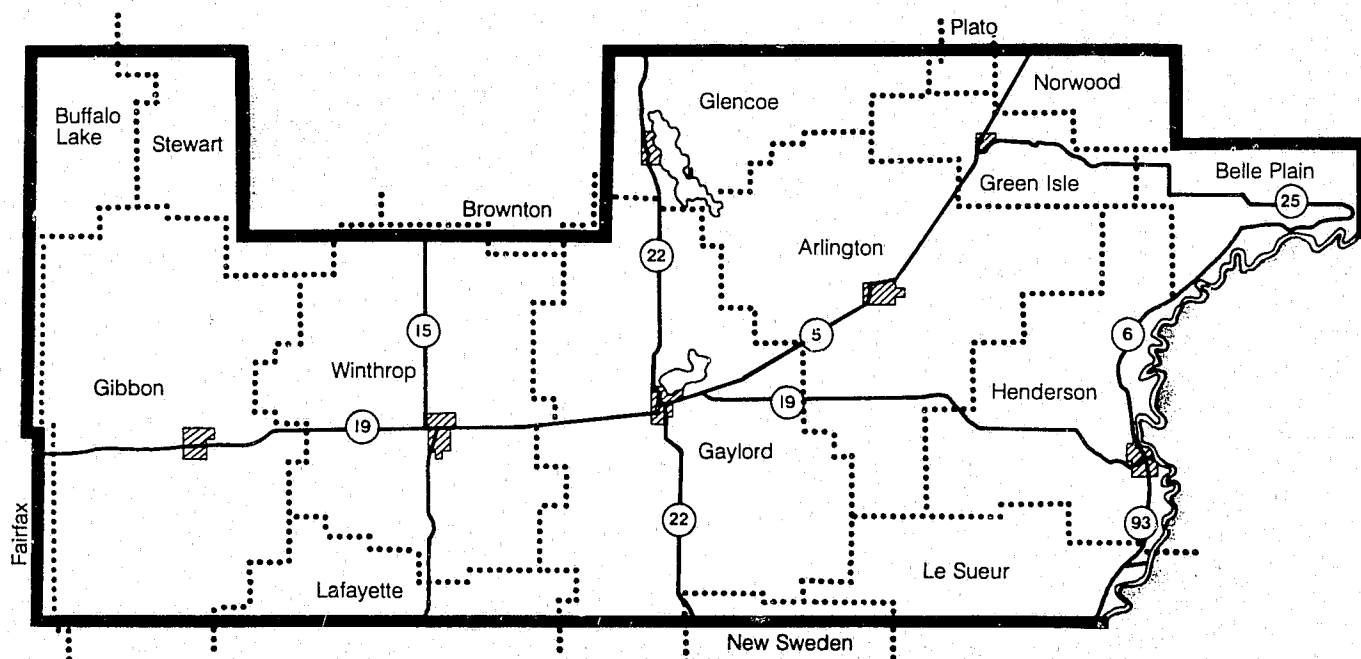 Plato
Norwood
Glencoe
Buffalo
Lake
Stewart
Belle Plain
Green Isle
25
Brownton
Arlington
22
15
5
6
Winthrop
Gibbon
Henderson
19
19
Gaylord
22
93
Fairfax
Le Sueur
Lafayette
New Sweden